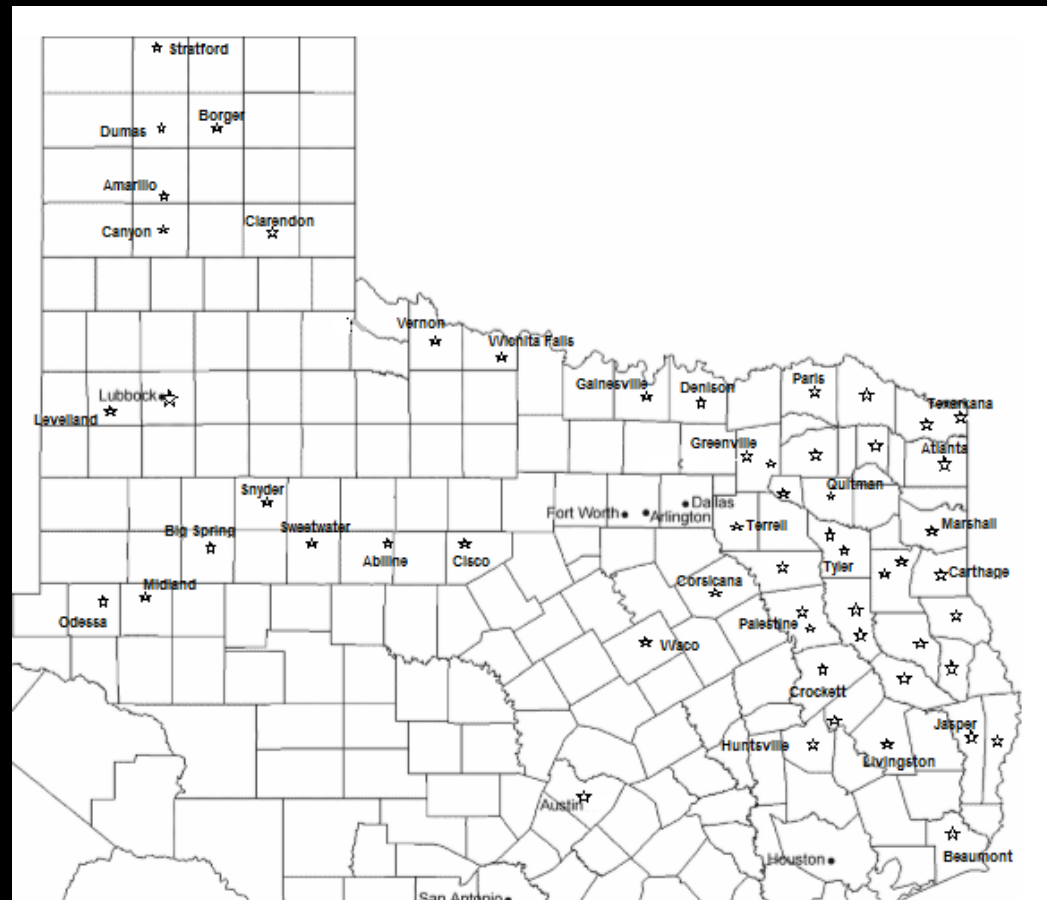 Stratford
Borger
Dumas
Amarillo
Clarendon
Canyon
Vernon
Wichita Falls
Paris
Gainesville
Denison
Lubbock
Texarkana
Levelland
Greenville
Atlanta
Quitman
Snyder
Dallas
Fort Worth
Arlington
Big Spring
Sweetwater
Terrell
Marshall
Abiline
Cisco
Tyler
Carthage
Midland
Corsicana
Odessa
Palestine
Waco
Crockett
Jasper
Huntsville
Livingston
Austin
Houston
Beaumont
San Antonio